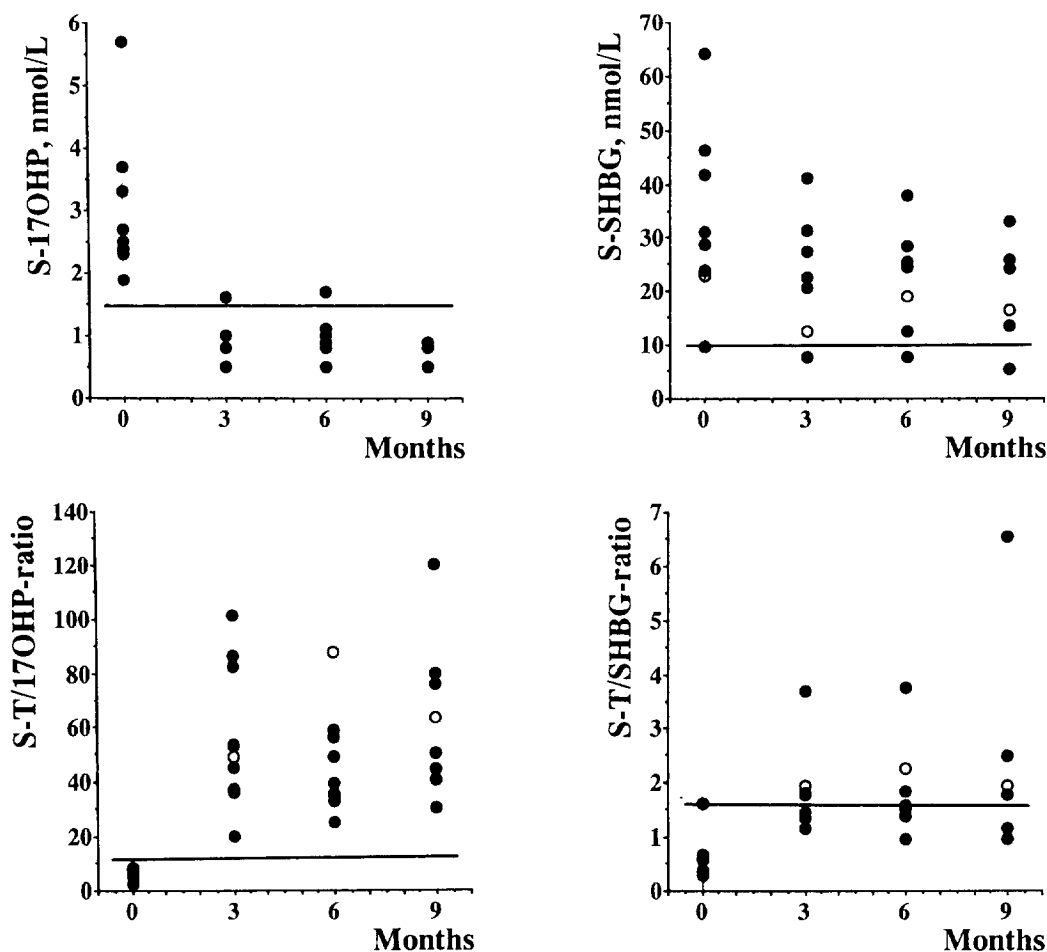 S-17OHP, nmol/L
6
5
4
3
2
1
0
0 3 6 9
Months
S-SHBG, nmol/L
70
60
50
40
30
20
10
0
0 3 6 9
Months
S-T/17OHP-ratio
140
120
100
80
60
40
20
0
0 3 6 9
Months
S-T/SHBG-ratio
7
6
5
4
3
2
1
0
0 3 6 9
Months